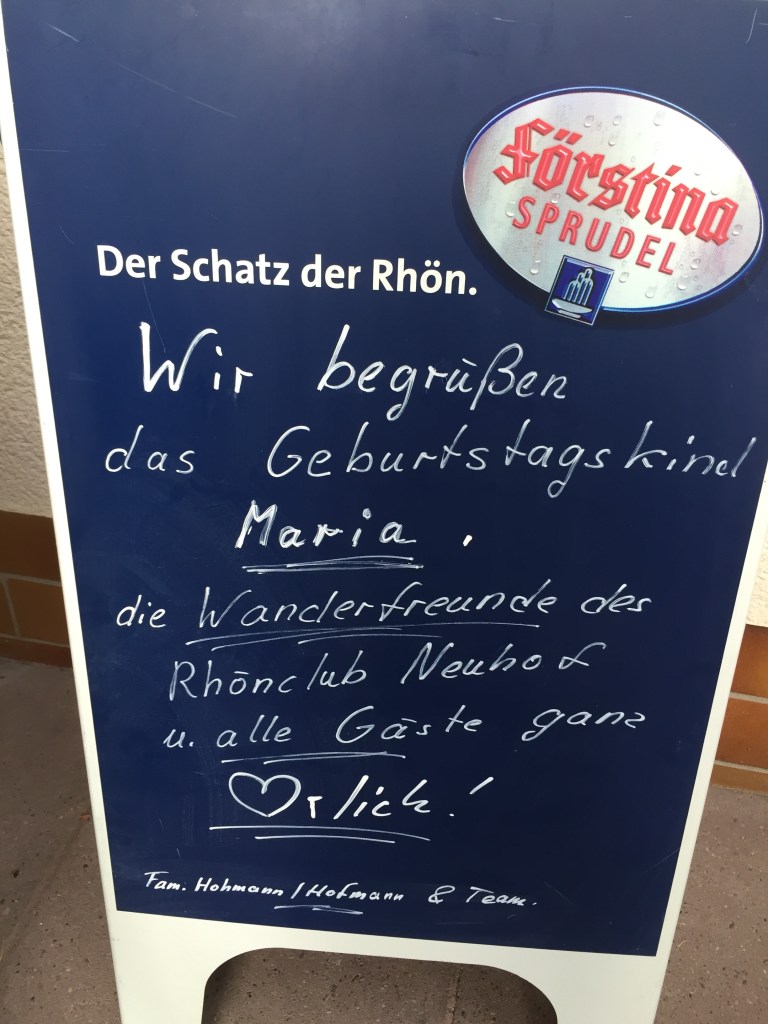 Förstina
SPRUDEL
Der Schatz der Rhön.
Wir begrüßen
das Geburtstagskind
Maria.
die Wanderfreunde des
Rhönclub Neuhof
u. alle Gäste ganz
♡rlich!
Fam. Hohmann / Hofmann & Team.